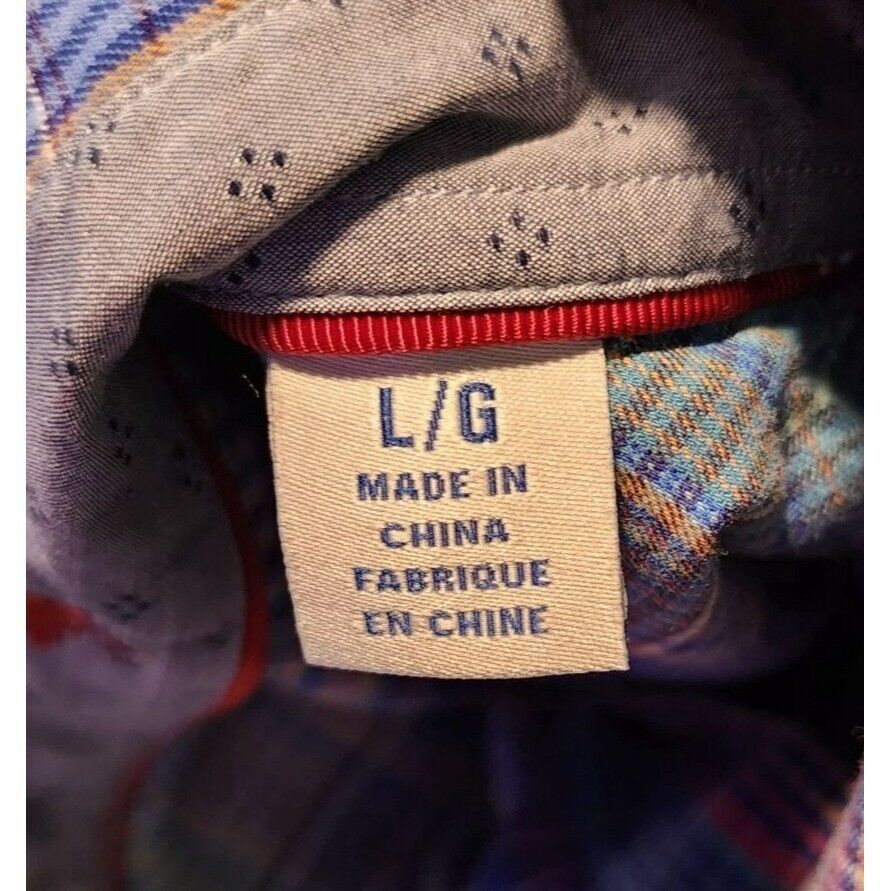 L/G
MADE IN
CHINA
FABRIQUE
EN CHINE